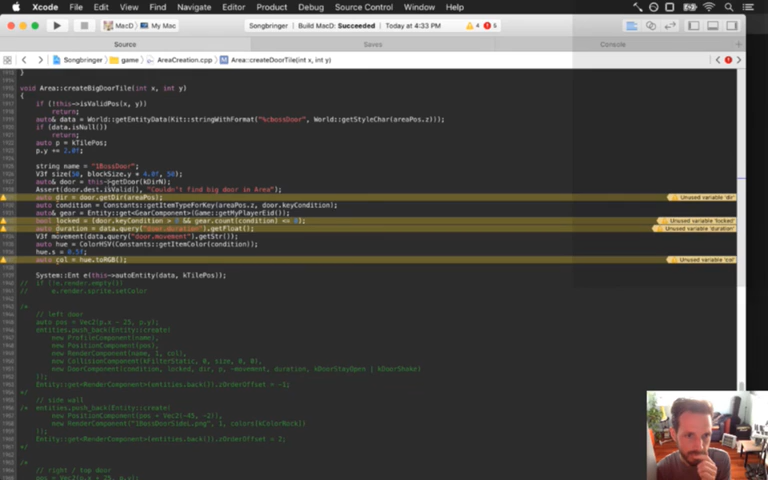 Xcode File Edit View Find Navigate Editor Product Debug Source Control Window Help
MacD My Mac
Songbringer | Build MacD: Succeeded | Today at 4:33 PM
4 5
Source
Saves
Console
Songbringer game AreaCreation.cpp Area::createDoorTile(int x, int y)
}
void Area::createBigDoorTile(int x, int y)
{
if (!this->isValidPos(x, y))
return;
auto& data = World::getEntityData(Kit::stringWithFormat("%cbossDoor", World::getStyleChar(areaPos.z)));
if (data.isNull())
return;
auto p = kTilePos;
p.y += 2.0f;
string name = "1BossDoor";
V3f size(50, blockSize.y * 4.0f, 50);
auto& door = this->getDoor(kDirN);
Assert(door.dest.isValid(), "Couldn't find big door in Area");
auto dir = door.getDir(areaPos);
Unused variable 'dir'
auto condition = Constants::getItemTypeForKey(areaPos.z, door.keyCondition);
auto& gear = Entity::get<GearComponent>(Game::getMyPlayerEid());
bool locked = (door.keyCondition > 0 && gear.count(condition) <= 0);
Unused variable 'locked'
auto duration = data.query("door.duration").getFloat();
Unused variable 'duration'
V3f movement(data.query("door.movement").getStr());
auto hue = ColorHSV(Constants::getItemColor(condition));
hue.s = 0.5f;
auto col = hue.toRGB();
Unused variable 'col'
System::Ent e(this->autoEntity(data, kTilePos));
// if (!e.render.empty())
// e.render.sprite.setColor
/*
// left door
auto pos = Vec2(p.x - 25, p.y);
entities.push_back(Entity::create(
new PrefixComponent(name),
new PositionComponent(pos),
new RenderComponent(name, 1, col),
new CollisionComponent(kFilterStatic, 0, size, 0, 0),
new DoorComponent(condition, locked, dir, p, -movement, duration, kDoorStayOpen | kDoorShake)
));
Entity::get<RenderComponent>(entities.back()).zOrderOffset = -1;
*/
// side wall
/* entities.push_back(Entity::create(
new PositionComponent(pos + Vec2(-45, -2)),
new RenderComponent("1BossDoorSideL.png", 1, colors[kColorRock])
));
Entity::get<RenderComponent>(entities.back()).zOrderOffset = 2;
*/
/*
// right / top door